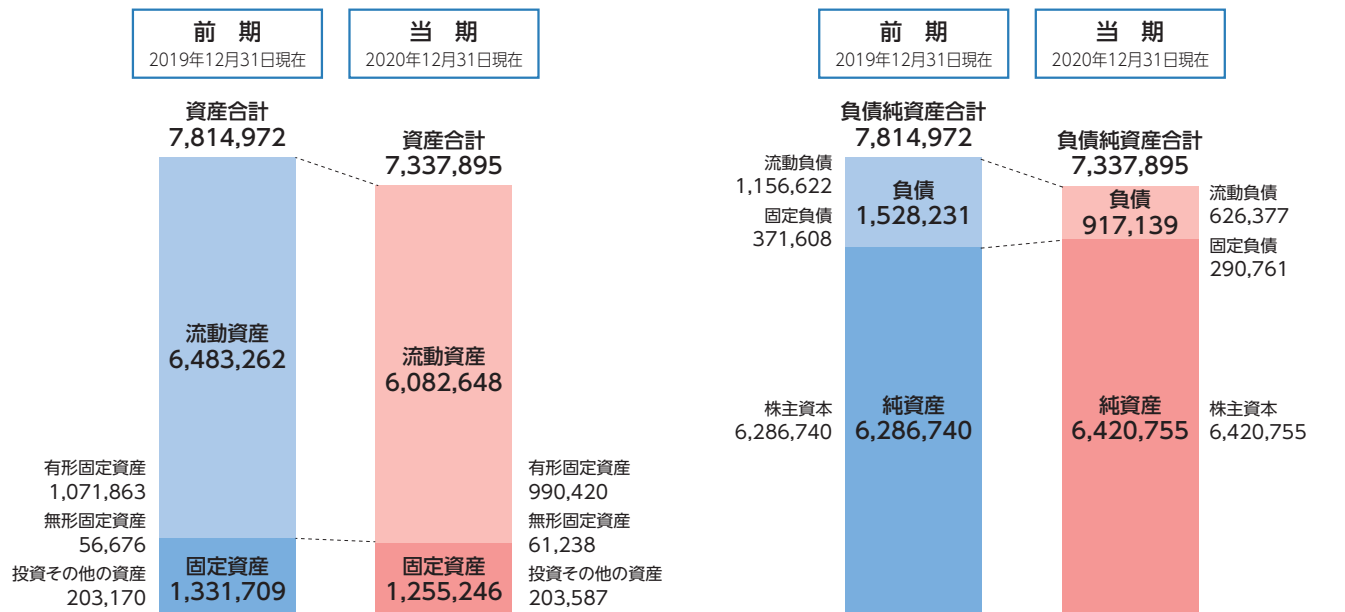 前 期
2019年12月31日現在
当 期
2020年12月31日現在
資産合計
7,814,972
資産合計
7,337,895
流動資産
6,483,262
流動資産
6,082,648
有形固定資産
1,071,863
無形固定資産
56,676
投資その他の資産
203,170
固定資産
1,331,709
固定資産
1,255,246
有形固定資産
990,420
無形固定資産
61,238
投資その他の資産
203,587
前 期
2019年12月31日現在
当 期
2020年12月31日現在
負債純資産合計
7,814,972
負債純資産合計
7,337,895
流動負債
1,156,622
固定負債
371,608
負債
1,528,231
負債
917,139
流動負債
626,377
固定負債
290,761
株主資本
6,286,740
純資産
6,286,740
純資産
6,420,755
株主資本
6,420,755